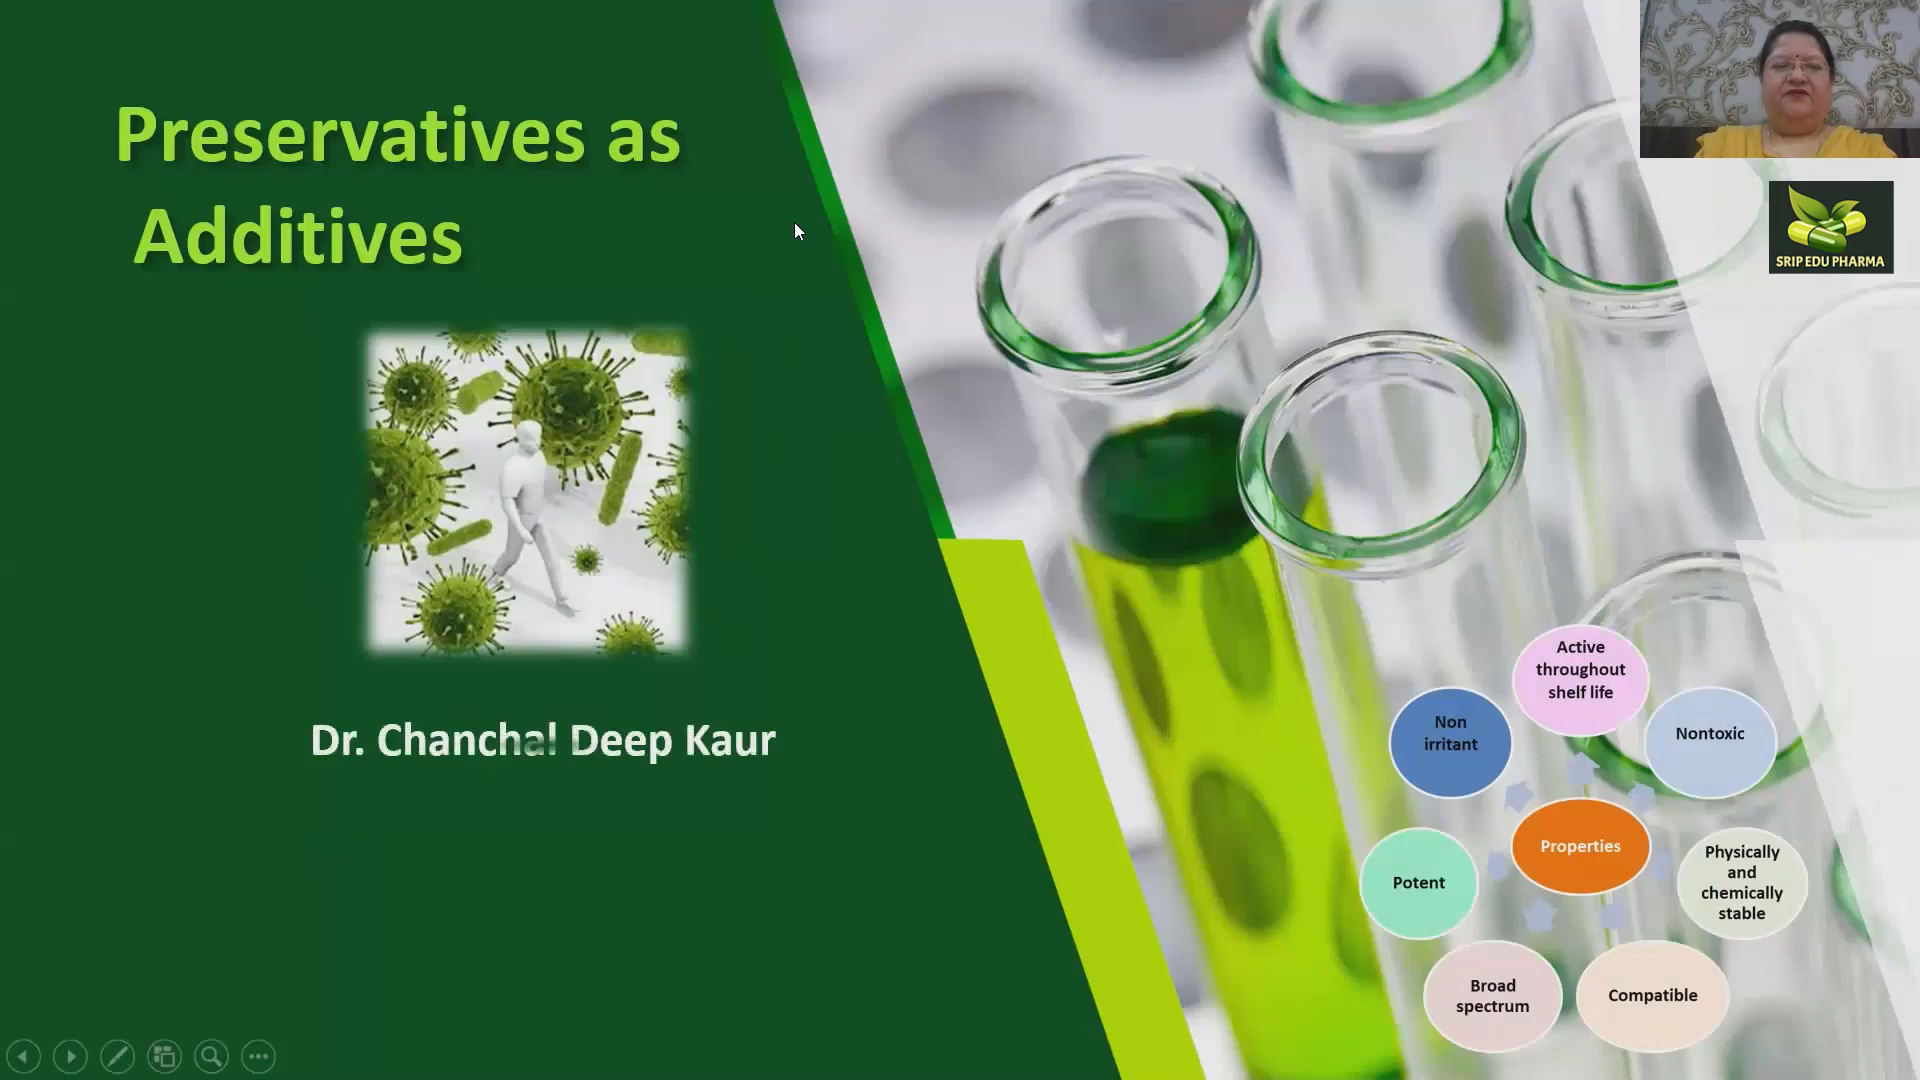 Preservatives as
Additives
Dr. Chanchal Deep Kaur
SRIP EDU PHARMA
Active
throughout
shelf life
Non
irritant
Nontoxic
Properties
Potent
Physically
and
chemically
stable
Broad
spectrum
Compatible